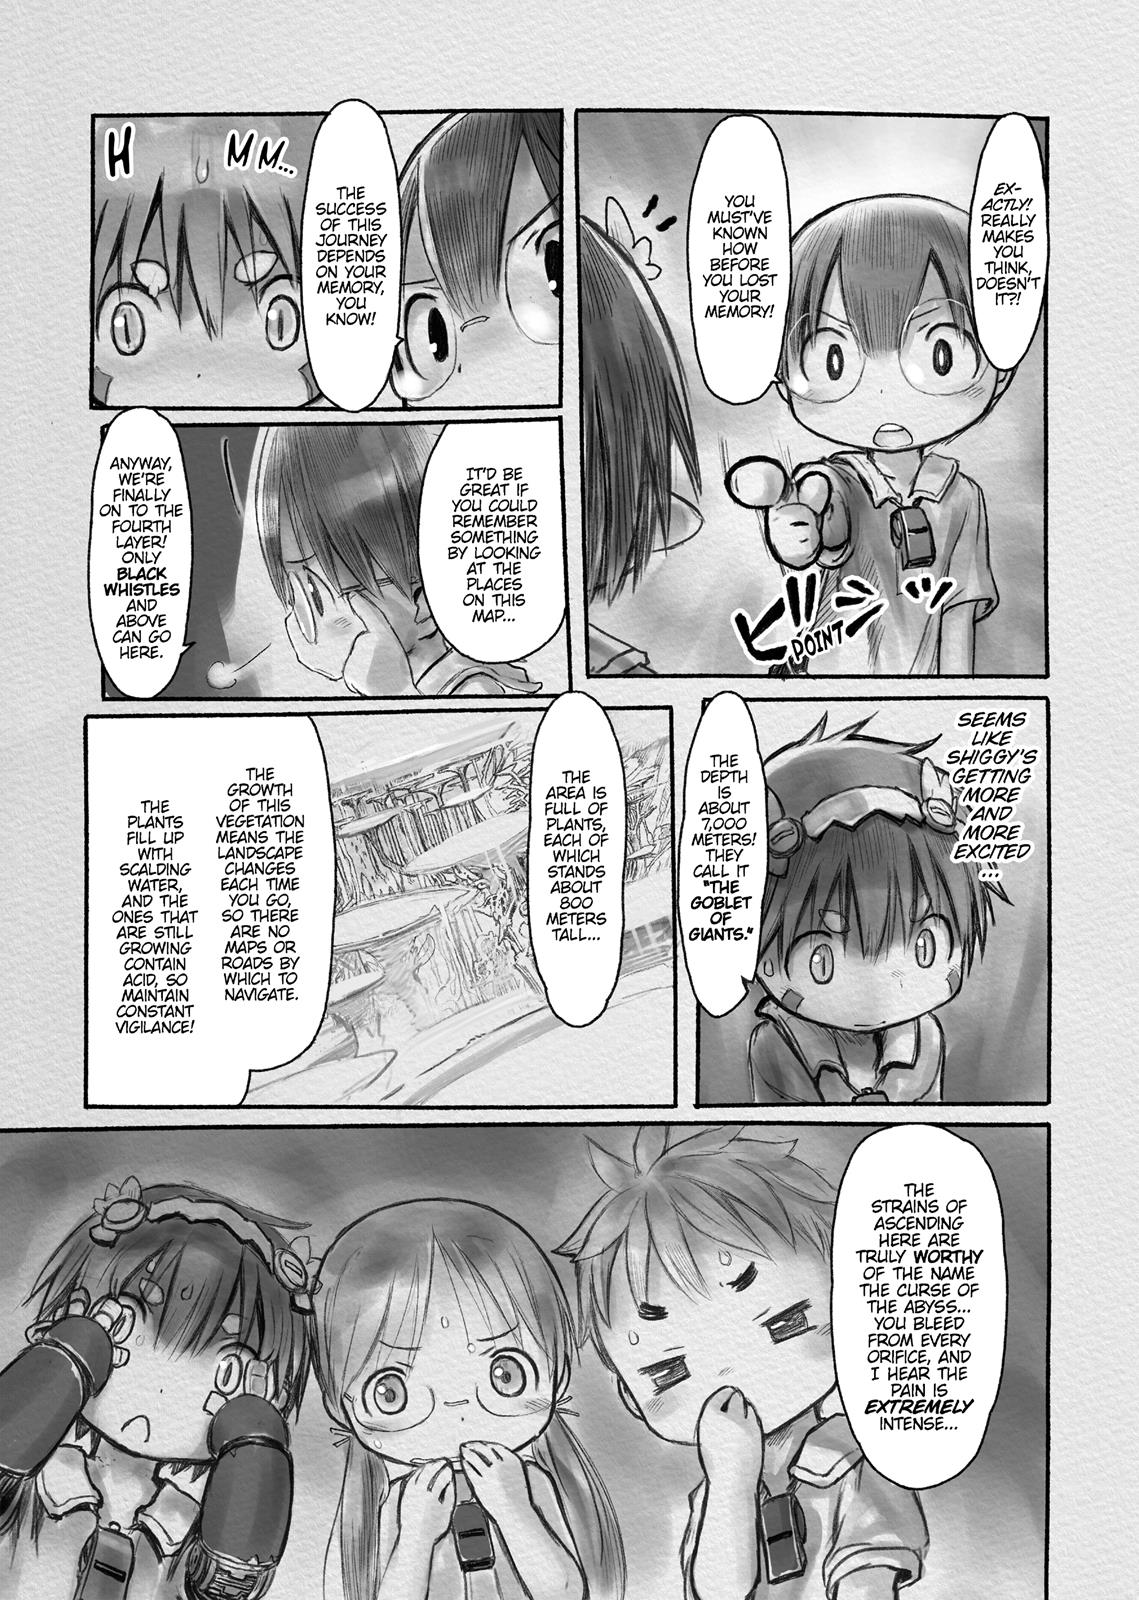 EX-
ACTLY!
REALLY
MAKES
YOU
THINK,
DOESN'T
IT?!
YOU
MUST'VE
KNOWN
HOW
BEFORE
YOU LOST
YOUR
MEMORY!
ビシッ
POINT
THE
SUCCESS
OF THIS
JOURNEY
DEPENDS
ON YOUR
MEMORY,
YOU
KNOW!
HMM...
IT'D BE
GREAT IF
YOU COULD
REMEMBER
SOMETHING
BY LOOKING
AT THE
PLACES
ON THIS
MAP...
ANYWAY,
WE'RE
FINALLY
ON TO THE
FOURTH
LAYER!
ONLY
BLACK
WHISTLES
AND
ABOVE
CAN GO
HERE.
SEEMS
LIKE
SHIGGY'S
GETTING
MORE
AND MORE
EXCITED
...
THE
DEPTH
IS
ABOUT
7,000
METERS!
THEY
CALL IT
"THE
GOBLET
OF
GIANTS."
THE
AREA IS
FULL OF
PLANTS,
EACH OF
WHICH
STANDS
ABOUT
800
METERS
TALL...
THE
GROWTH
OF THIS
VEGETATION
MEANS THE
LANDSCAPE
CHANGES
EACH TIME
YOU GO,
SO THERE
ARE NO
MAPS OR
ROADS BY
WHICH TO
NAVIGATE.
THE
PLANTS
FILL UP
WITH
SCALDING
WATER,
AND THE
ONES THAT
ARE STILL
GROWING
CONTAIN
ACID, SO
MAINTAIN
CONSTANT
VIGILANCE!
THE
STRAINS OF
ASCENDING
HERE ARE
TRULY WORTHY
OF THE NAME
THE CURSE OF
THE ABYSS...
YOU BLEED
FROM EVERY
ORIFICE, AND
I HEAR THE
PAIN IS
EXTREMELY
INTENSE...